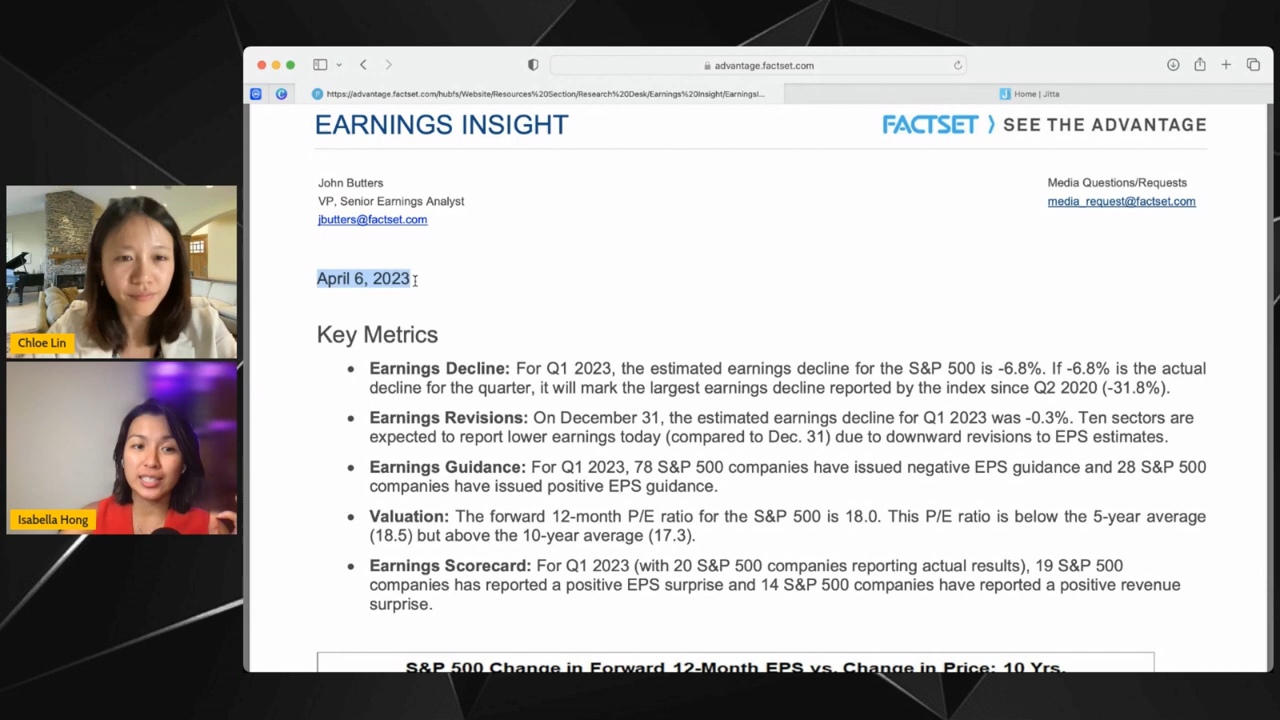 advantage.factset.com
https://advantage.factset.com/hubfs/Website/Resources%20Section/Research%20Desk/Earnings%20Insight/EarningsI...
Home | Jitta
EARNINGS INSIGHT
FACTSET ⟩ SEE THE ADVANTAGE
John Butters
VP, Senior Earnings Analyst
jbutters@factset.com
Media Questions/Requests
media_request@factset.com
April 6, 2023
Key Metrics
• Earnings Decline: For Q1 2023, the estimated earnings decline for the S&P 500 is -6.8%. If -6.8% is the actual
decline for the quarter, it will mark the largest earnings decline reported by the index since Q2 2020 (-31.8%).
• Earnings Revisions: On December 31, the estimated earnings decline for Q1 2023 was -0.3%. Ten sectors are
expected to report lower earnings today (compared to Dec. 31) due to downward revisions to EPS estimates.
• Earnings Guidance: For Q1 2023, 78 S&P 500 companies have issued negative EPS guidance and 28 S&P 500
companies have issued positive EPS guidance.
• Valuation: The forward 12-month P/E ratio for the S&P 500 is 18.0. This P/E ratio is below the 5-year average
(18.5) but above the 10-year average (17.3).
• Earnings Scorecard: For Q1 2023 (with 20 S&P 500 companies reporting actual results), 19 S&P 500
companies has reported a positive EPS surprise and 14 S&P 500 companies have reported a positive revenue
surprise.
S&P 500 Change in Forward 12-Month EPS vs. Change in Price: 10 Yrs.
Chloe Lin
Isabella Hong